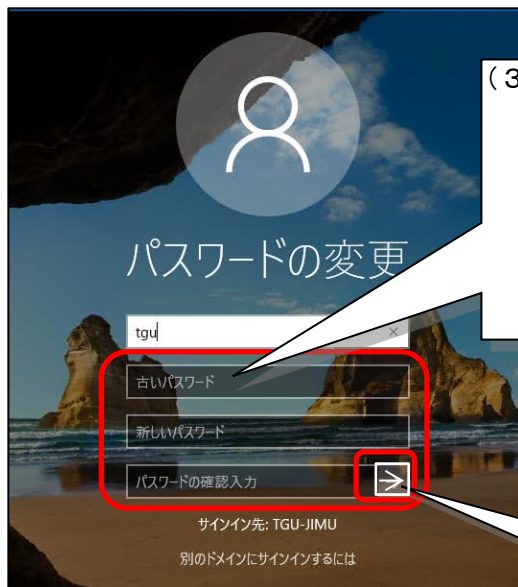 (3
パスワードの変更
tgu
古いパスワード
新しいパスワード
パスワードの確認入力
サインイン先: TGU-JIMU
別のドメインにサインインするには